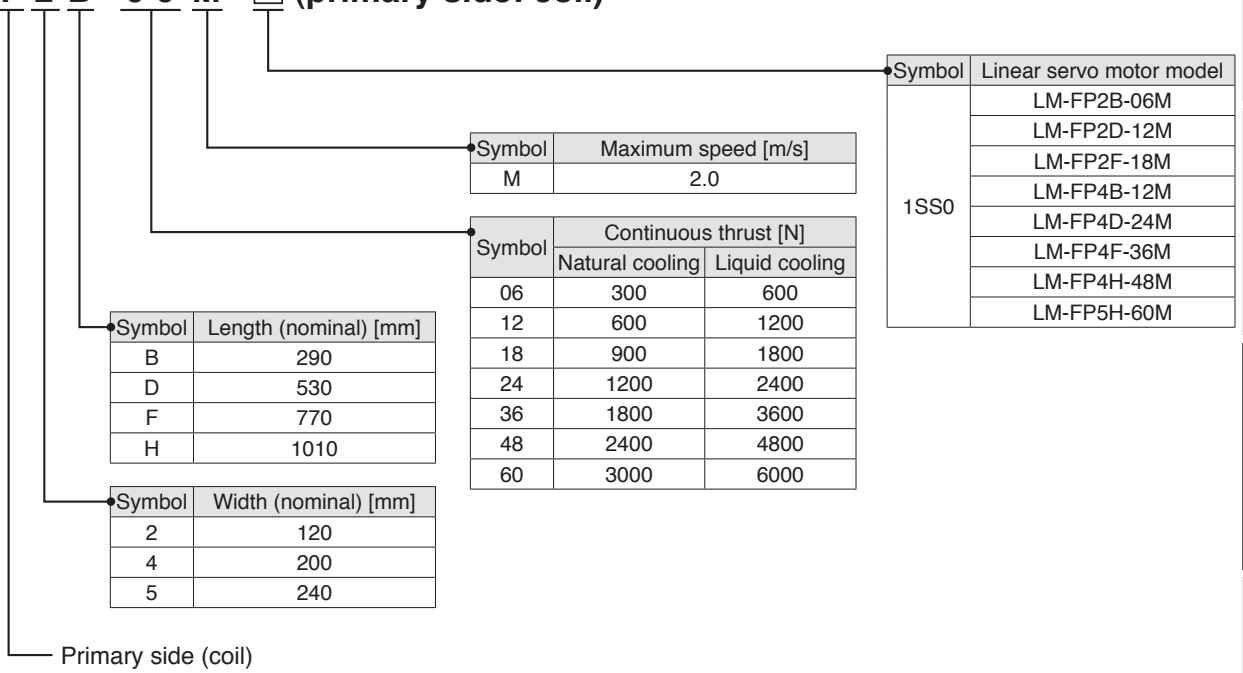 (primary side: coil)
Symbol Linear servo motor model
1SS0
LM-FP2B-06M
LM-FP2D-12M
LM-FP2F-18M
LM-FP4B-12M
LM-FP4D-24M
LM-FP4F-36M
LM-FP4H-48M
LM-FP5H-60M
Symbol Maximum speed [m/s]
M 2.0
Symbol Continuous thrust [N]
Natural cooling Liquid cooling
06 300 600
12 600 1200
18 900 1800
24 1200 2400
36 1800 3600
48 2400 4800
60 3000 6000
Symbol Length (nominal) [mm]
B 290
D 530
F 770
H 1010
Symbol Width (nominal) [mm]
2 120
4 200
5 240
Primary side (coil)